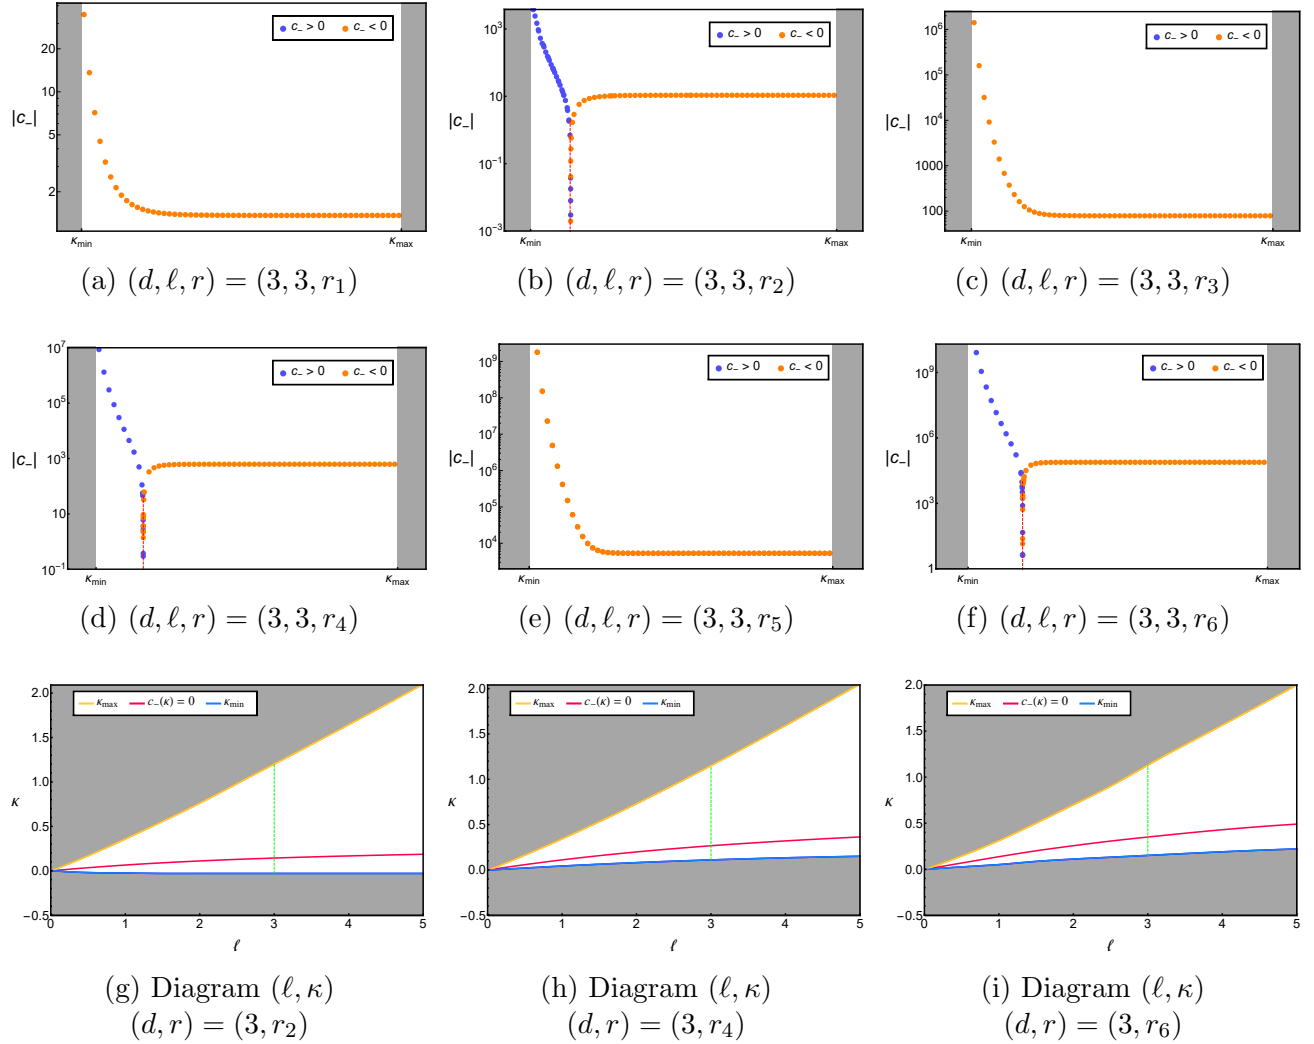 20
10
5
2
|c₋|
c₋ > 0 c₋ < 0
κmin κmax
(a) (d, ℓ, r) = (3, 3, r₁)
10³
10
10⁻¹
10⁻³
|c₋|
c₋ > 0 c₋ < 0
κmin κmax
(b) (d, ℓ, r) = (3, 3, r₂)
10⁶
10⁵
10⁴
1000
100
|c₋|
c₋ > 0 c₋ < 0
κmin κmax
(c) (d, ℓ, r) = (3, 3, r₃)
10⁷
10⁵
10³
10
10⁻¹
|c₋|
c₋ > 0 c₋ < 0
κmin κmax
(d) (d, ℓ, r) = (3, 3, r₄)
10⁹
10⁸
10⁷
10⁶
10⁵
10⁴
|c₋|
c₋ > 0 c₋ < 0
κmin κmax
(e) (d, ℓ, r) = (3, 3, r₅)
10⁹
10⁶
10³
1
|c₋|
c₋ > 0 c₋ < 0
κmin κmax
(f) (d, ℓ, r) = (3, 3, r₆)
2.0
1.5
1.0
0.5
0.0
−0.5
κ
κmax c₋(κ) = 0 κmin
0 1 2 3 4 5
ℓ
(g) Diagram (ℓ, κ)
(d, r) = (3, r₂)
2.0
1.5
1.0
0.5
0.0
−0.5
κ
κmax c₋(κ) = 0 κmin
0 1 2 3 4 5
ℓ
(h) Diagram (ℓ, κ)
(d, r) = (3, r₄)
2.0
1.5
1.0
0.5
0.0
−0.5
κ
κmax c₋(κ) = 0 κmin
0 1 2 3 4 5
ℓ
(i) Diagram (ℓ, κ)
(d, r) = (3, r₆)